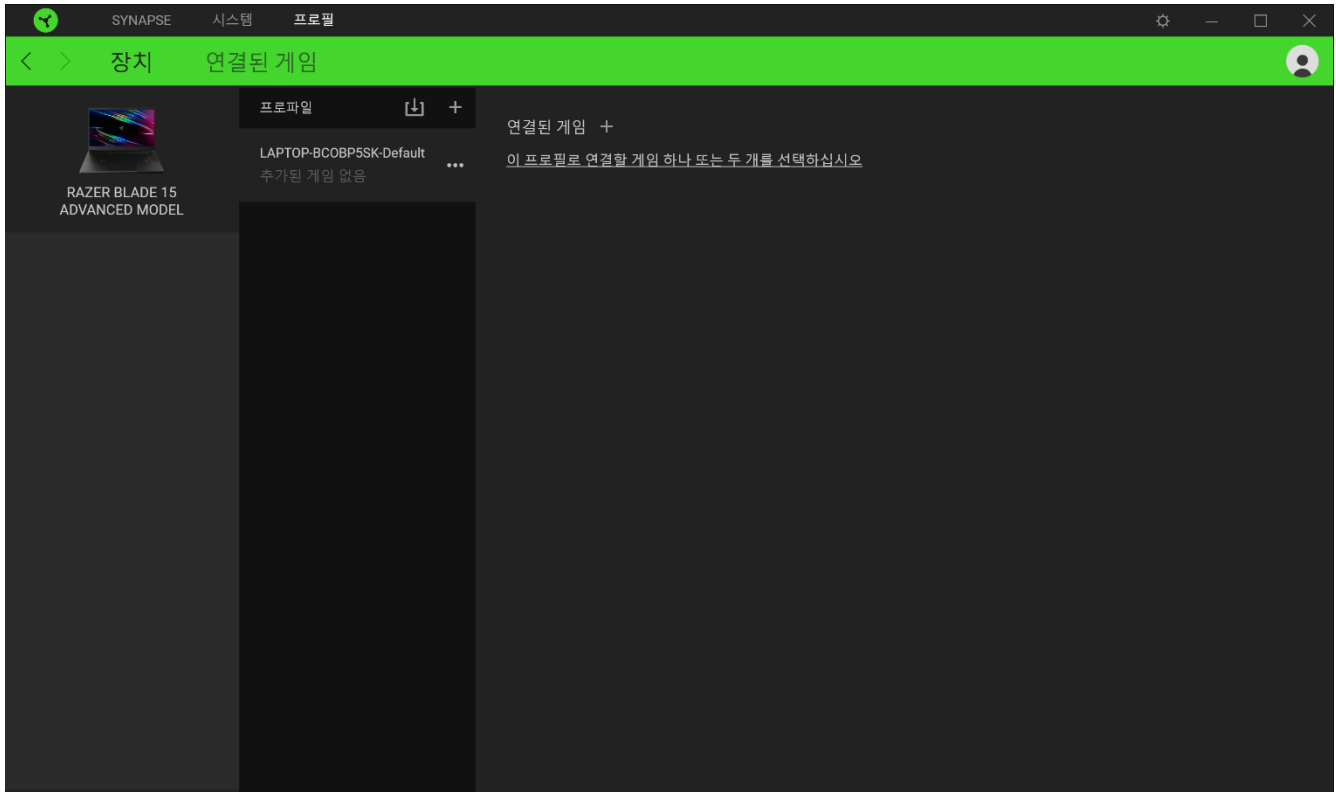 SYNAPSE 시스템 프로필
장치 연결된 게임
RAZER BLADE 15
ADVANCED MODEL
프로파일
LAPTOP-BCOBP5SK-Default
추가된 게임 없음
연결된 게임
이 프로필로 연결할 게임 하나 또는 두 개를 선택하십시오